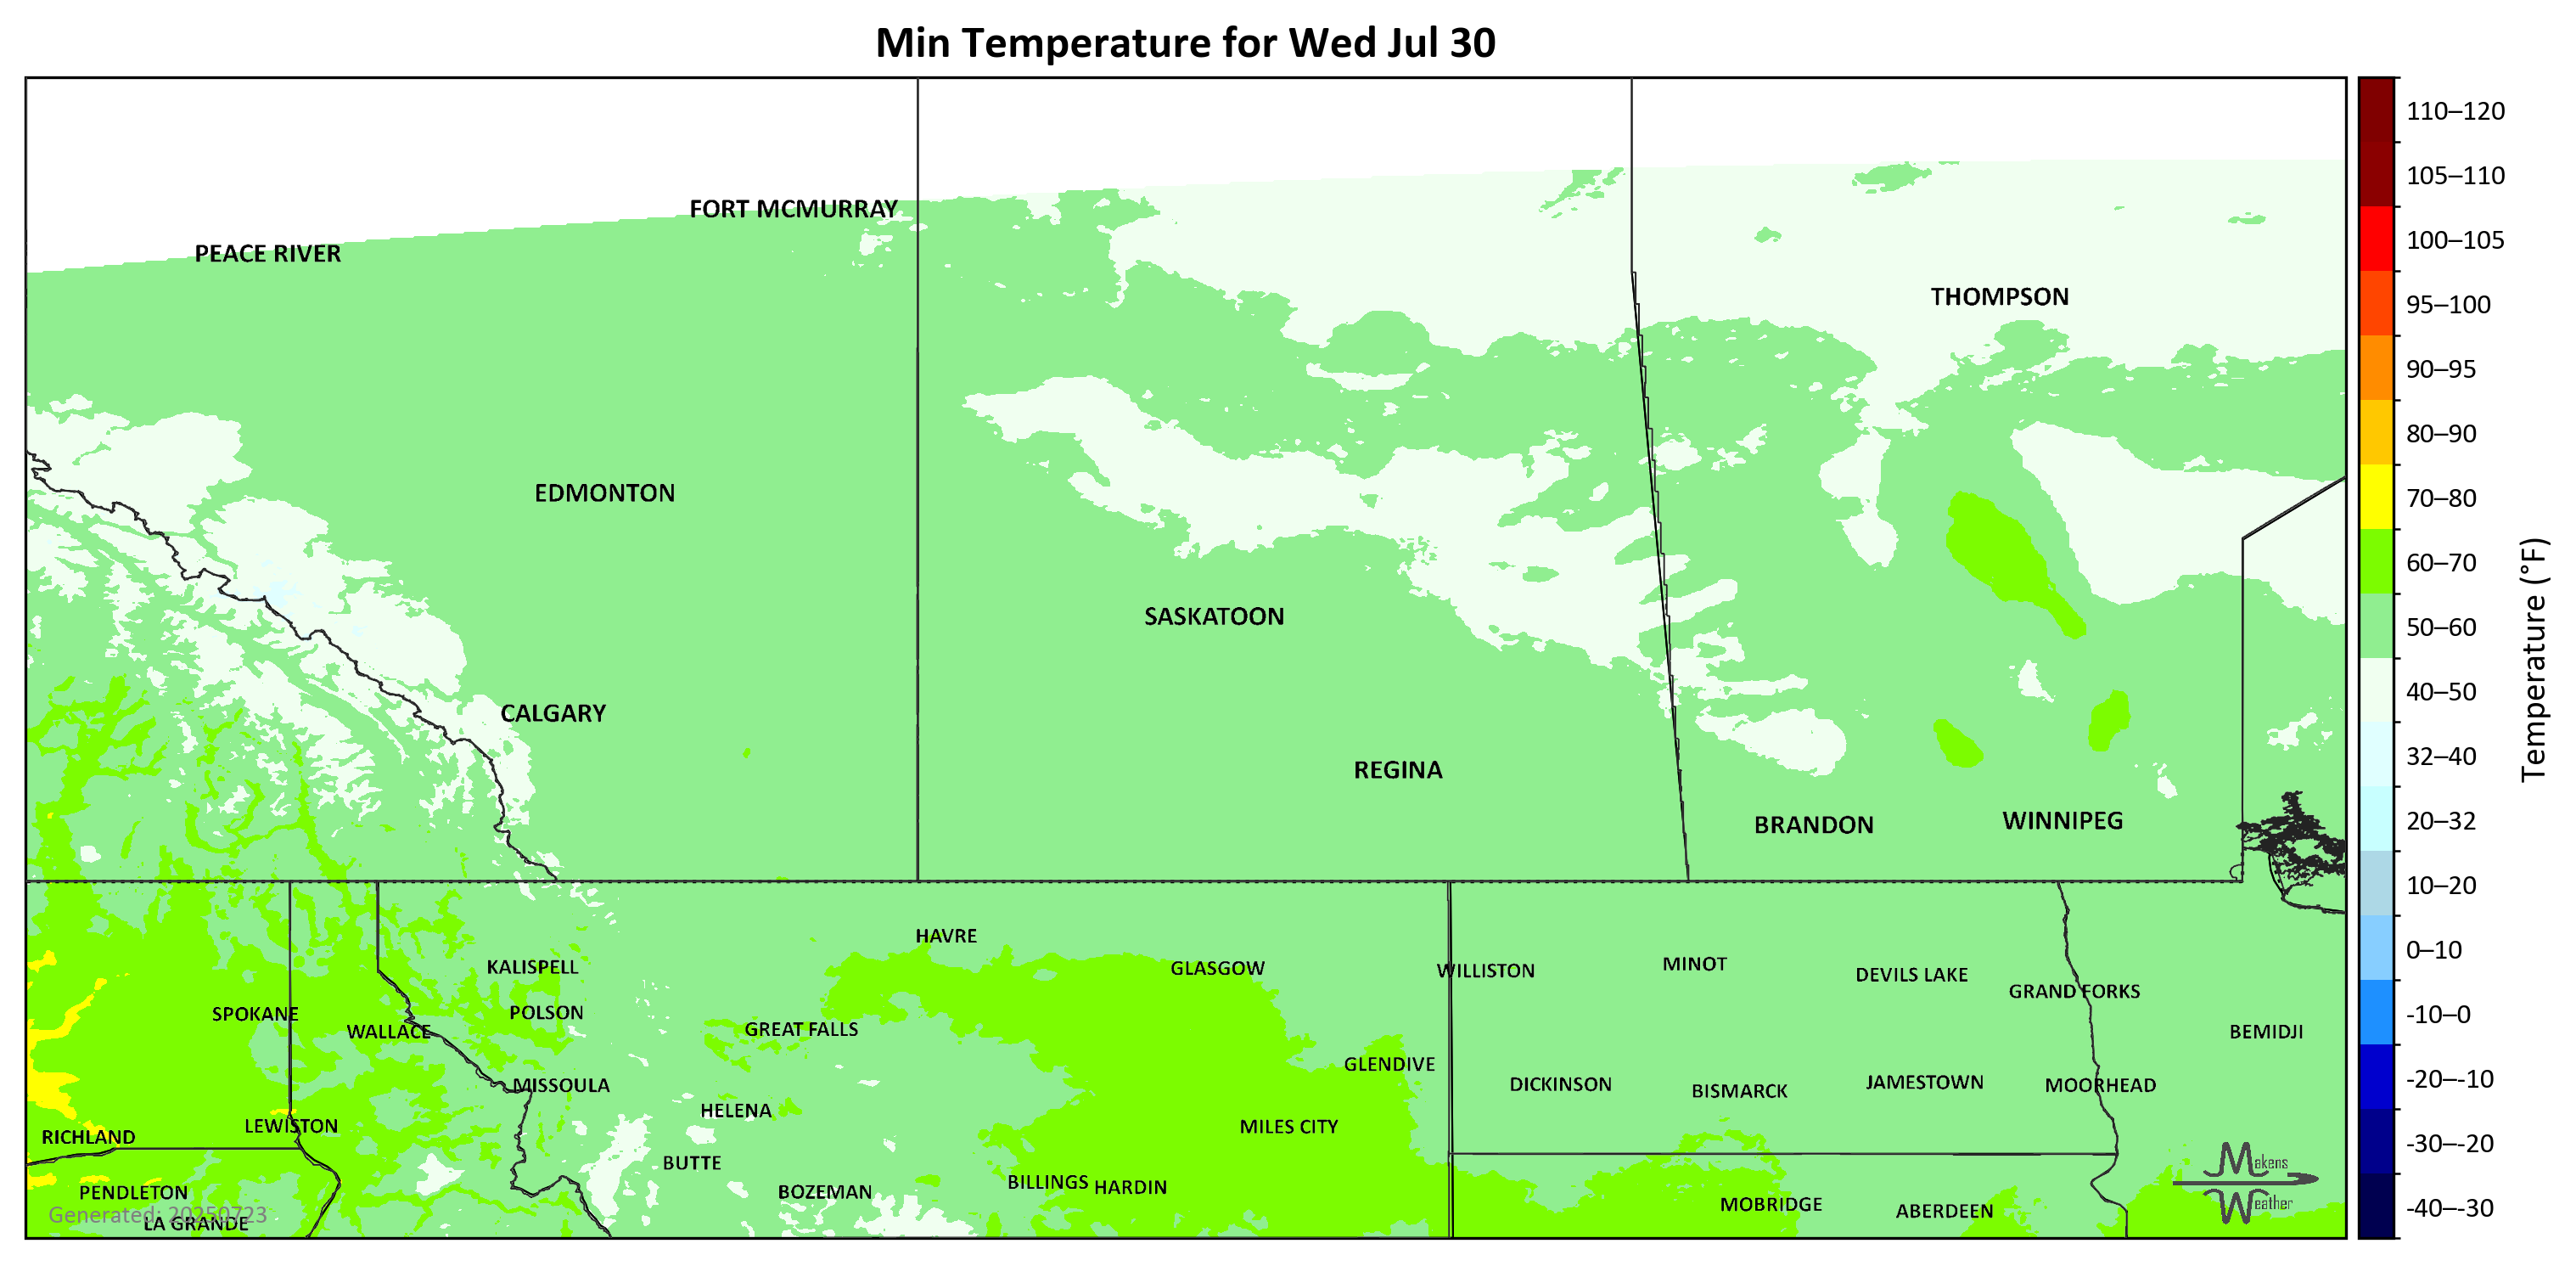 Min Temperature for Wed Jul 30
FORT MCMURRAY
PEACE RIVER
THOMPSON
EDMONTON
SASKATOON
CALGARY
REGINA
BRANDON
WINNIPEG
HAVRE
KALISPELL
GLASGOW
WILLISTON
MINOT
DEVILS LAKE
GRAND FORKS
SPOKANE
POLSON
WALLACE
GREAT FALLS
BEMIDJI
GLENDIVE
MISSOULA
DICKINSON
BISMARCK
JAMESTOWN
MOORHEAD
HELENA
LEWISTON
MILES CITY
RICHLAND
BUTTE
BILLINGS
HARDIN
PENDLETON
BOZEMAN
MOBRIDGE
ABERDEEN
Generated: 20250723
LA GRANDE
Makens
Weather
110–120
105–110
100–105
95–100
90–95
80–90
70–80
60–70
50–60
40–50
32–40
20–32
10–20
0–10
-10–0
-20–-10
-30–-20
-40–-30
Temperature (°F)